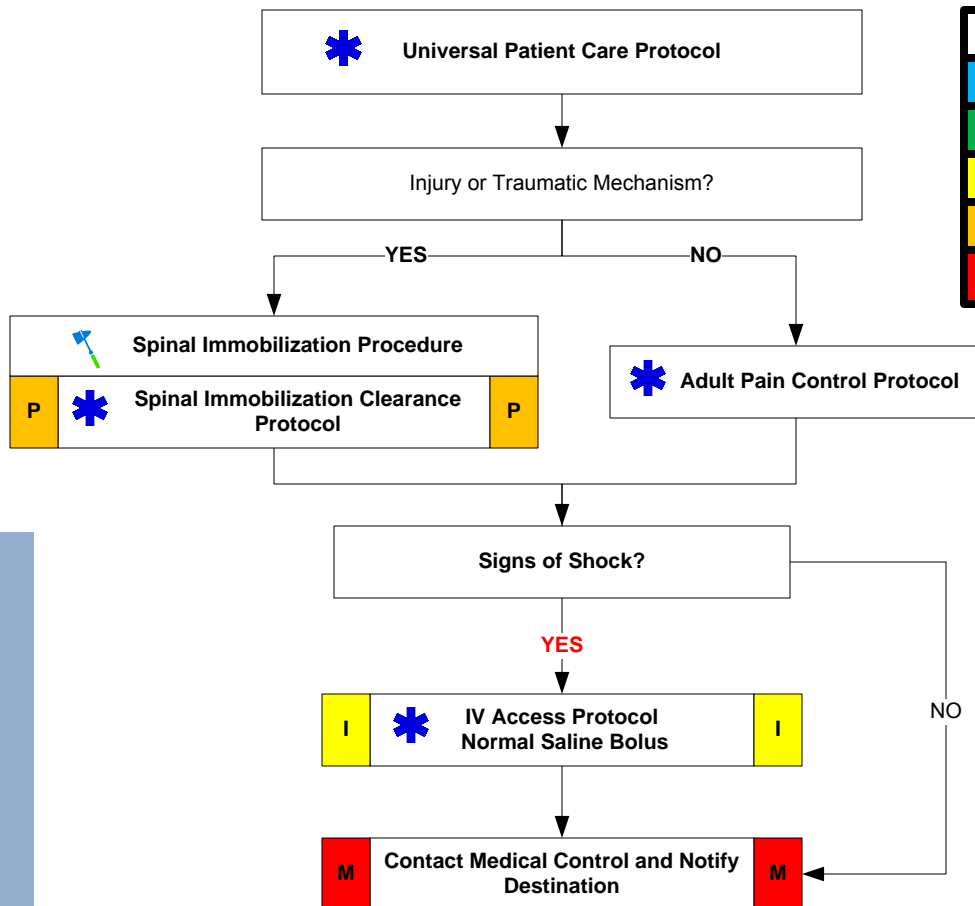 Universal Patient Care Protocol
Injury or Traumatic Mechanism?
YES
NO
Spinal Immobilization Procedure
P
Spinal Immobilization Clearance
Protocol
P
Adult Pain Control Protocol
Signs of Shock?
YES
NO
I
IV Access Protocol
Normal Saline Bolus
I
M
Contact Medical Control and Notify
Destination
M